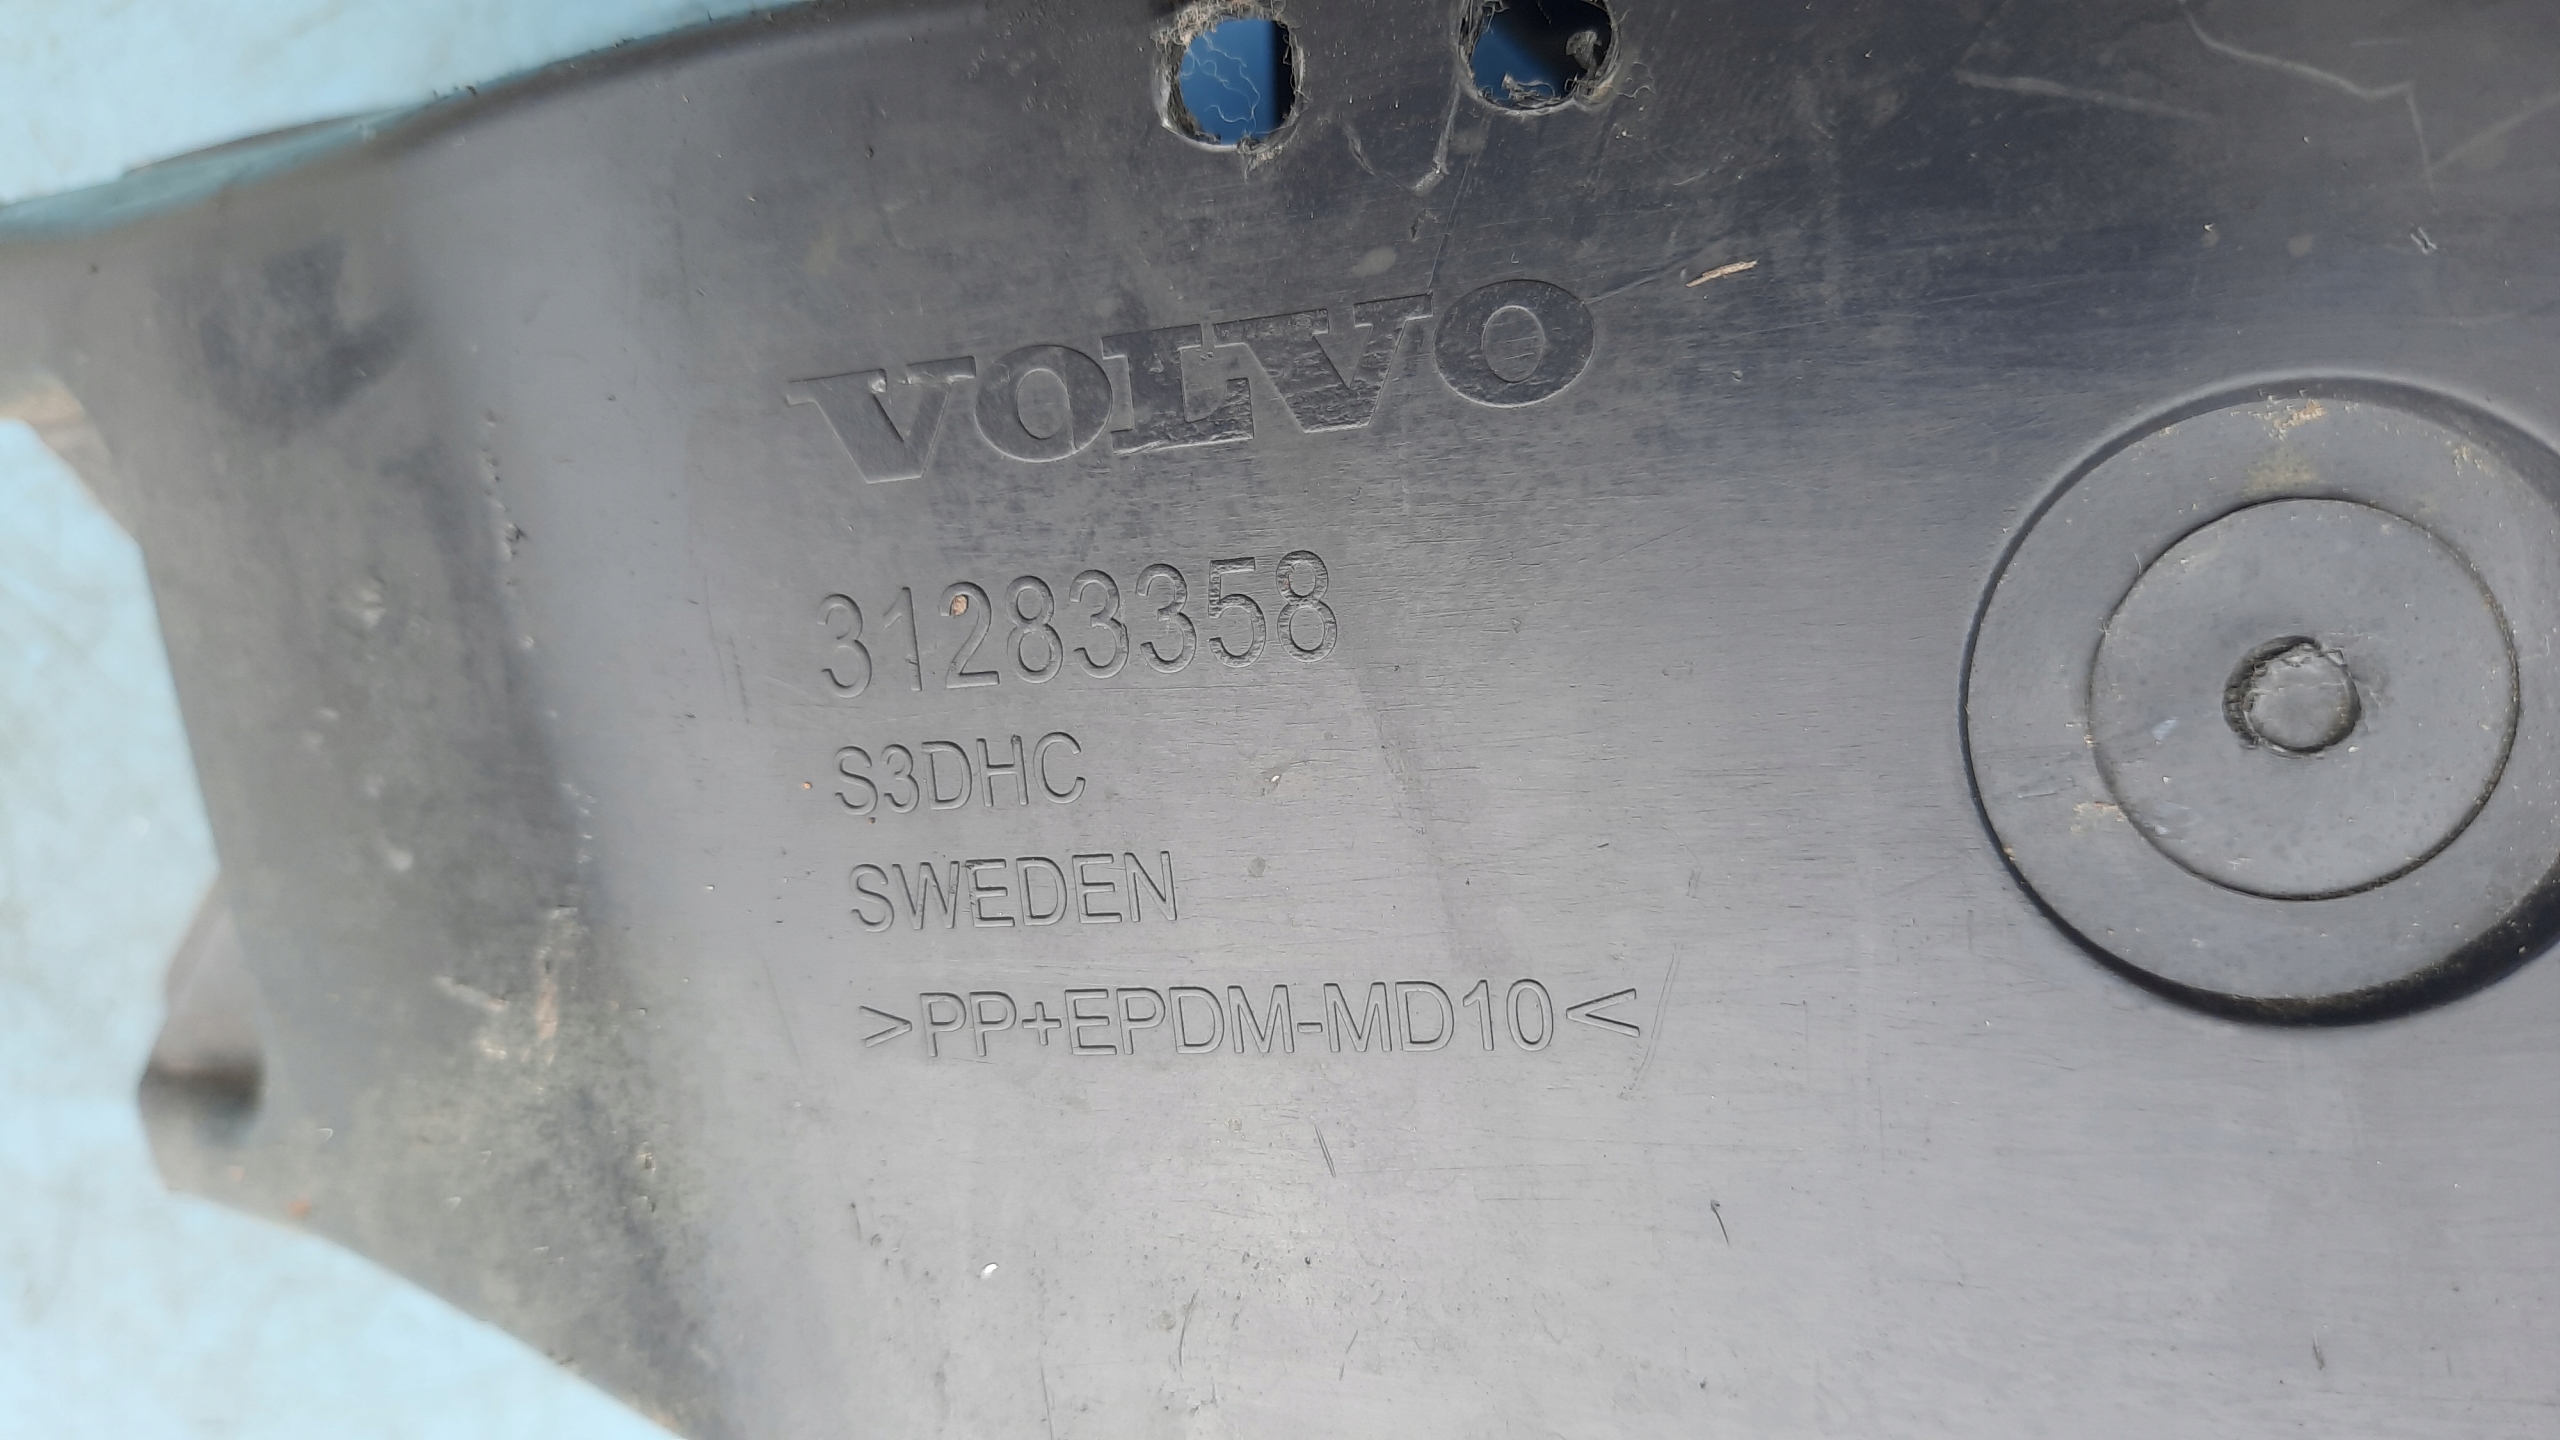 VOLVO
31283358
S3DHC
SWEDEN
>PP+EPDM-MD10<